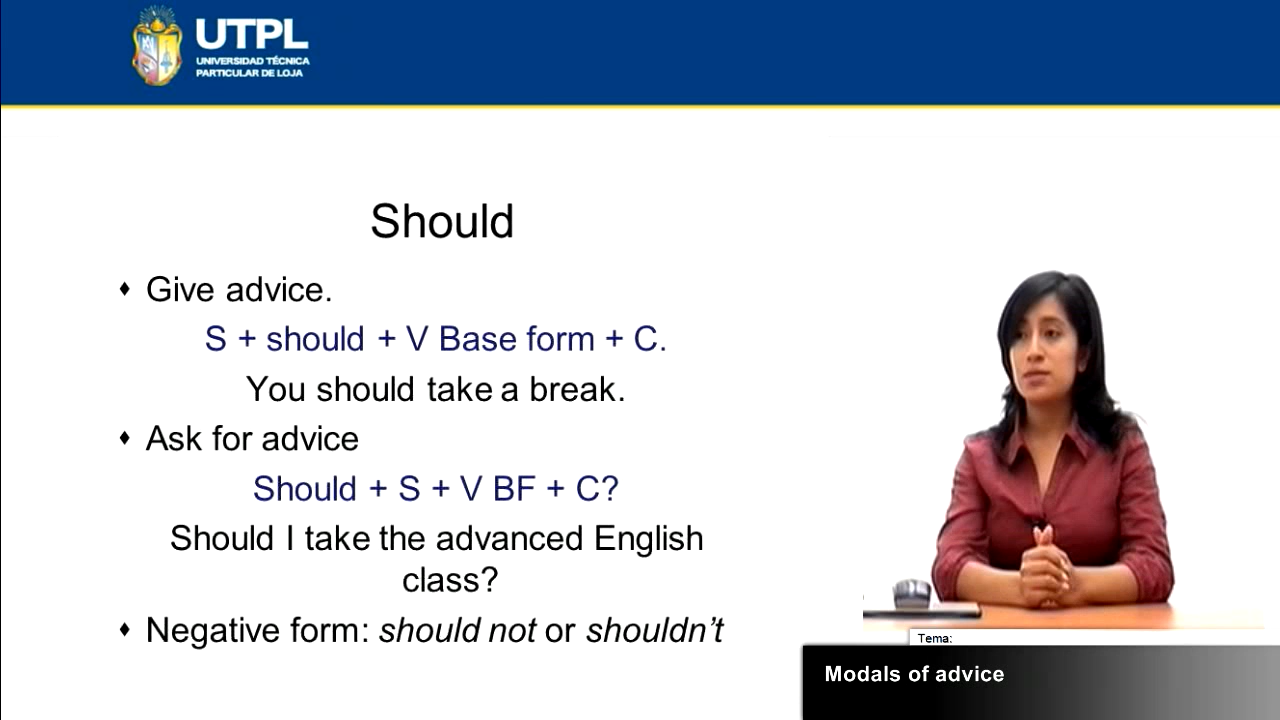 UTPL
UNIVERSIDAD TÉCNICA
PARTICULAR DE LOJA
Should
Give advice.
S + should + V Base form + C.
You should take a break.
Ask for advice
Should + S + V BF + C?
Should I take the advanced English
class?
Negative form: should not or shouldn't
Tema:
Modals of advice